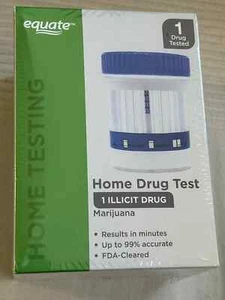 equate™
1
Drug
Tested
HOME TESTING
Home Drug Test
1 ILLICIT DRUG
Marijuana
• Results in minutes
• Up to 99% accurate
• FDA-Cleared